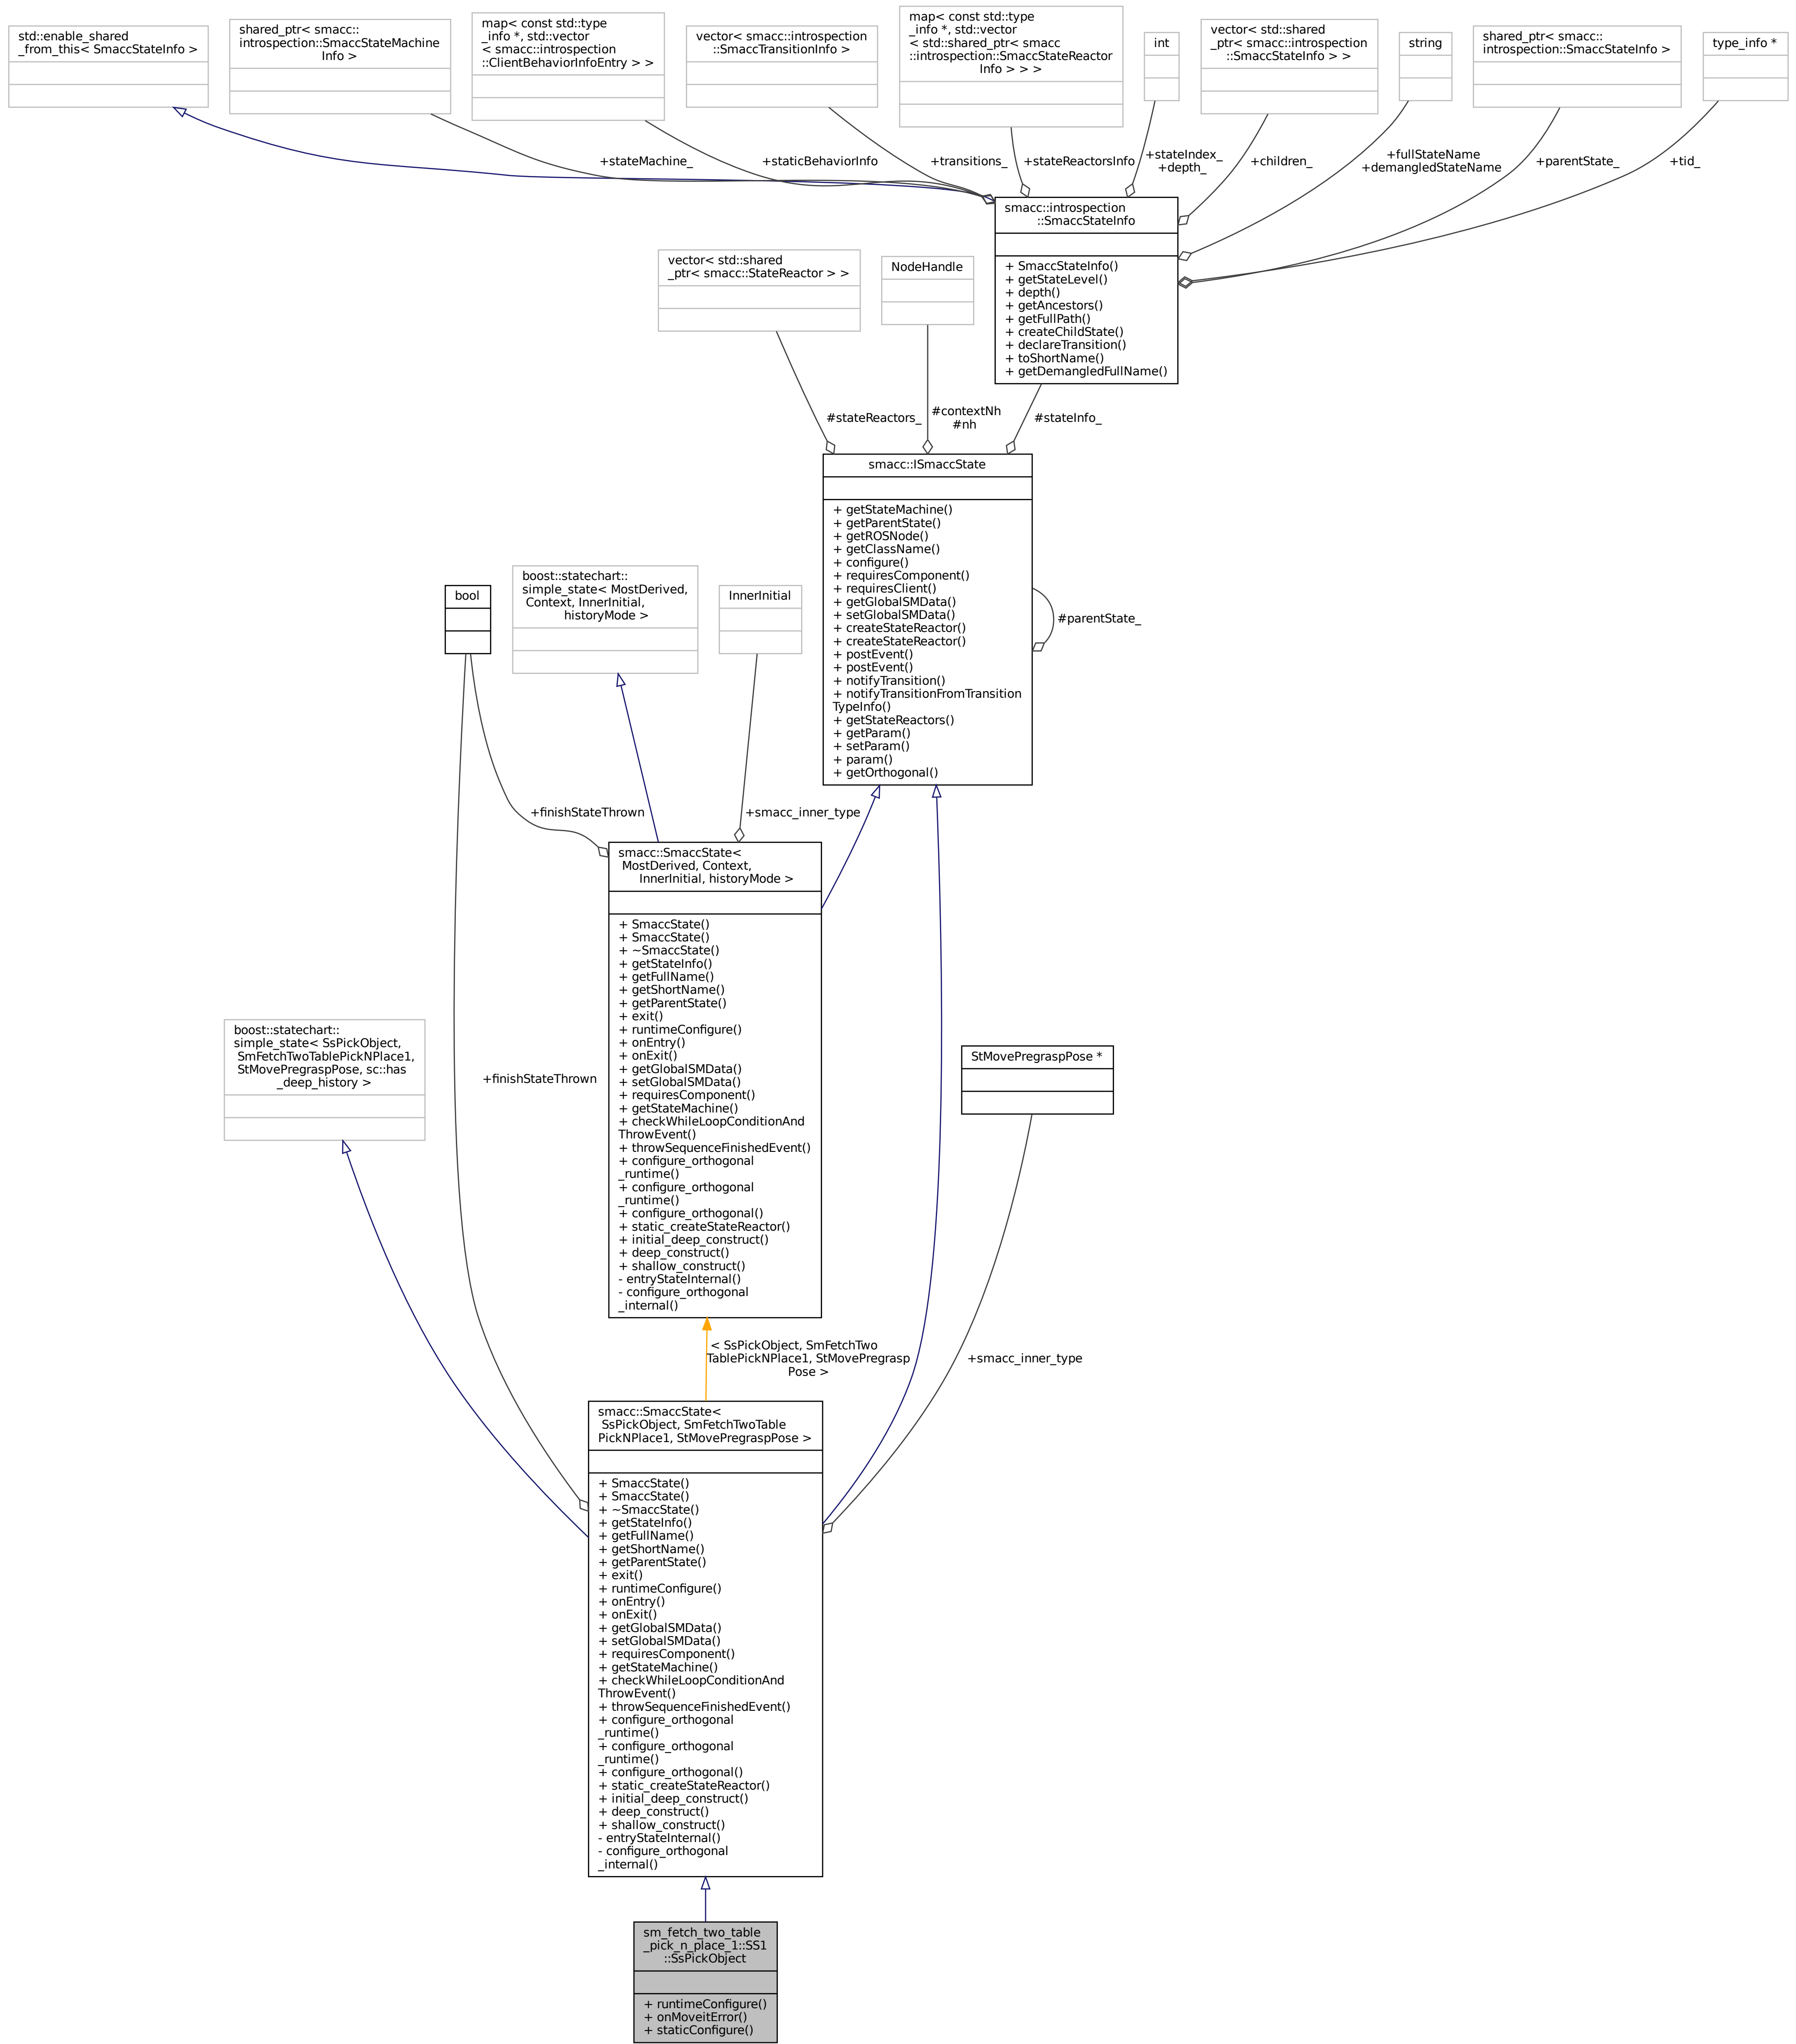 std::enable_shared
_from_this< SmaccStateInfo >
shared_ptr< smacc::
introspection::SmaccStateMachine
Info >
map< const std::type
_info *, std::vector
< smacc::introspection
::ClientBehaviorInfoEntry > >
vector< smacc::introspection
::SmaccTransitionInfo >
map< const std::type
_info *, std::vector
< std::shared_ptr< smacc
::introspection::SmaccStateReactor
Info > > >
int
vector< std::shared
_ptr< smacc::introspection
::SmaccStateInfo > >
string
shared_ptr< smacc::
introspection::SmaccStateInfo >
type_info *
+stateMachine_
+staticBehaviorInfo
+transitions_
+stateReactorsInfo
+stateIndex_
+depth_
+children_
+fullStateName
+demangledStateName
+parentState_
+tid_
smacc::introspection
::SmaccStateInfo
+ SmaccStateInfo()
+ getStateLevel()
+ depth()
+ getAncestors()
+ getFullPath()
+ createChildState()
+ declareTransition()
+ toShortName()
+ getDemangledFullName()
vector< std::shared
_ptr< smacc::StateReactor > >
NodeHandle
#stateReactors_
#contextNh
#nh
#stateInfo_
smacc::ISmaccState
+ getStateMachine()
+ getParentState()
+ getROSNode()
+ getClassName()
+ configure()
+ requiresComponent()
+ requiresClient()
+ getGlobalSMData()
+ setGlobalSMData()
+ createStateReactor()
+ createStateReactor()
+ postEvent()
+ postEvent()
+ notifyTransition()
+ notifyTransitionFromTransition
TypeInfo()
+ getStateReactors()
+ getParam()
+ setParam()
+ param()
+ getOrthogonal()
#parentState_
bool
boost::statechart::
simple_state< MostDerived,
Context, InnerInitial,
historyMode >
InnerInitial
+finishStateThrown
+smacc_inner_type
smacc::SmaccState<
MostDerived, Context,
InnerInitial, historyMode >
+ SmaccState()
+ SmaccState()
+ ~SmaccState()
+ getStateInfo()
+ getFullName()
+ getShortName()
+ getParentState()
+ exit()
+ runtimeConfigure()
+ onEntry()
+ onExit()
+ getGlobalSMData()
+ setGlobalSMData()
+ requiresComponent()
+ getStateMachine()
+ checkWhileLoopConditionAnd
ThrowEvent()
+ throwSequenceFinishedEvent()
+ configure_orthogonal
_runtime()
+ configure_orthogonal
_runtime()
+ configure_orthogonal()
+ static_createStateReactor()
+ initial_deep_construct()
+ deep_construct()
+ shallow_construct()
- entryStateInternal()
- configure_orthogonal
_internal()
boost::statechart::
simple_state< SsPickObject,
SmFetchTwoTablePickNPlace1,
StMovePregraspPose, sc::has
_deep_history >
+finishStateThrown
StMovePregraspPose *
< SsPickObject, SmFetchTwo
TablePickNPlace1, StMovePregrasp
Pose >
+smacc_inner_type
smacc::SmaccState<
SsPickObject, SmFetchTwoTable
PickNPlace1, StMovePregraspPose >
+ SmaccState()
+ SmaccState()
+ ~SmaccState()
+ getStateInfo()
+ getFullName()
+ getShortName()
+ getParentState()
+ exit()
+ runtimeConfigure()
+ onEntry()
+ onExit()
+ getGlobalSMData()
+ setGlobalSMData()
+ requiresComponent()
+ getStateMachine()
+ checkWhileLoopConditionAnd
ThrowEvent()
+ throwSequenceFinishedEvent()
+ configure_orthogonal
_runtime()
+ configure_orthogonal
_runtime()
+ configure_orthogonal()
+ static_createStateReactor()
+ initial_deep_construct()
+ deep_construct()
+ shallow_construct()
- entryStateInternal()
- configure_orthogonal
_internal()
sm_fetch_two_table
_pick_n_place_1::SS1
::SsPickObject
+ runtimeConfigure()
+ onMoveitError()
+ staticConfigure()